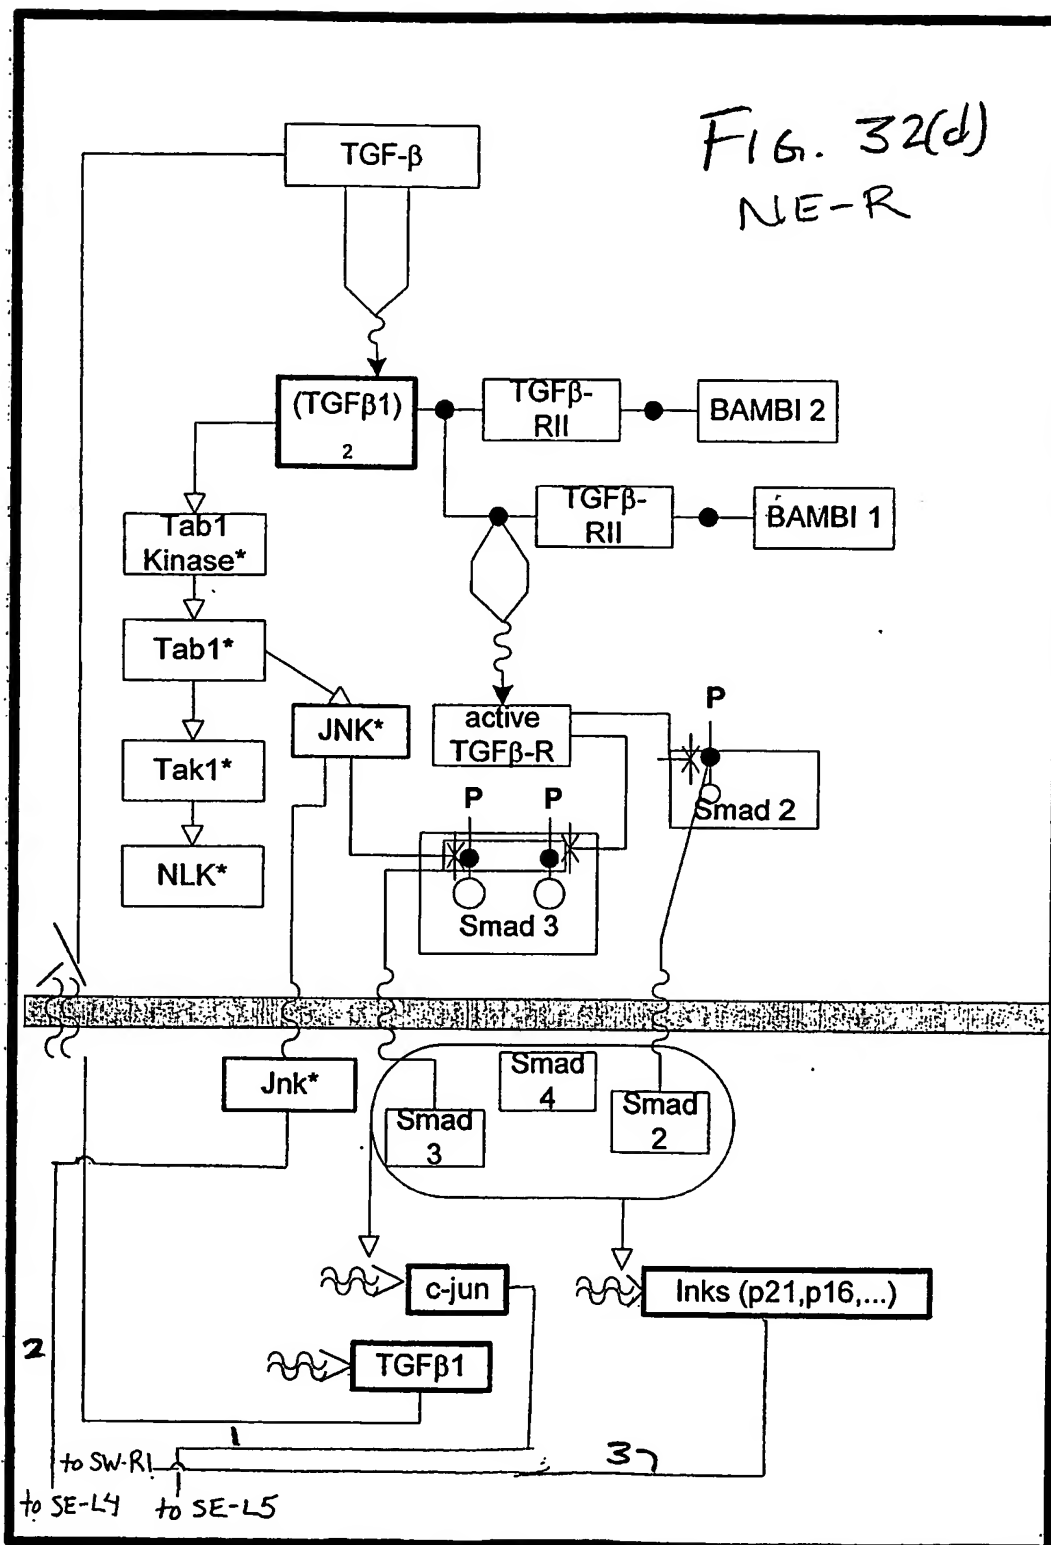 FIG. 32(d)
NE-R
TGF-β
(TGFβ1)
2
TGFβ-
RII
BAMBI 2
TGFβ-
RII
BAMBI 1
Tab1
Kinase*
Tab1*
JNK*
active
TGFβ-R
P
Smad 2
Tak1*
P P
Smad 3
NLK*
Jnk*
Smad
4
Smad
3
Smad
2
c-jun
Inks (p21,p16,...)
2
TGFβ1
1
3
to SW-R1
to SE-L4
to SE-L5